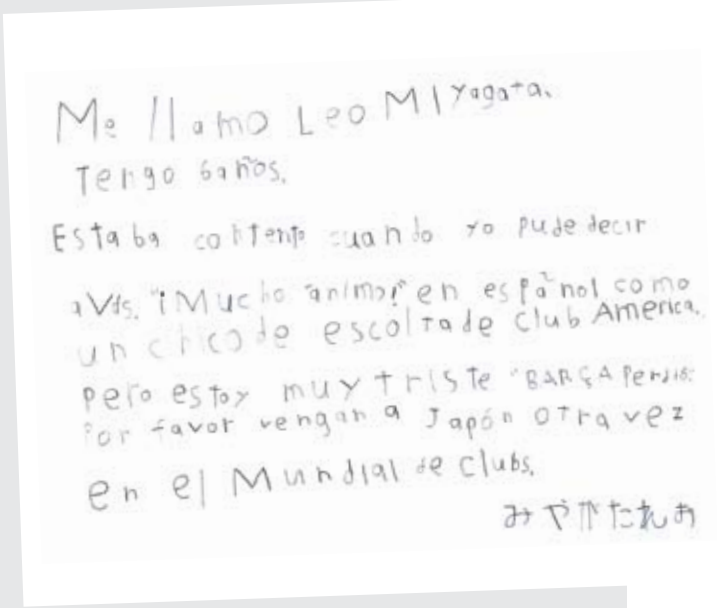 Me llamo Leo MIyagata.
Tengo 6 años.
Estaba contento cuando yo pude decir
a Vds. "¡Mucho animo!" en español como
un chico de escolta de club America.
Pero estoy muy triste "BARÇA perdió.
Por favor vengan a Japón otra vez
en el Mundial de clubs.
みやがたれお